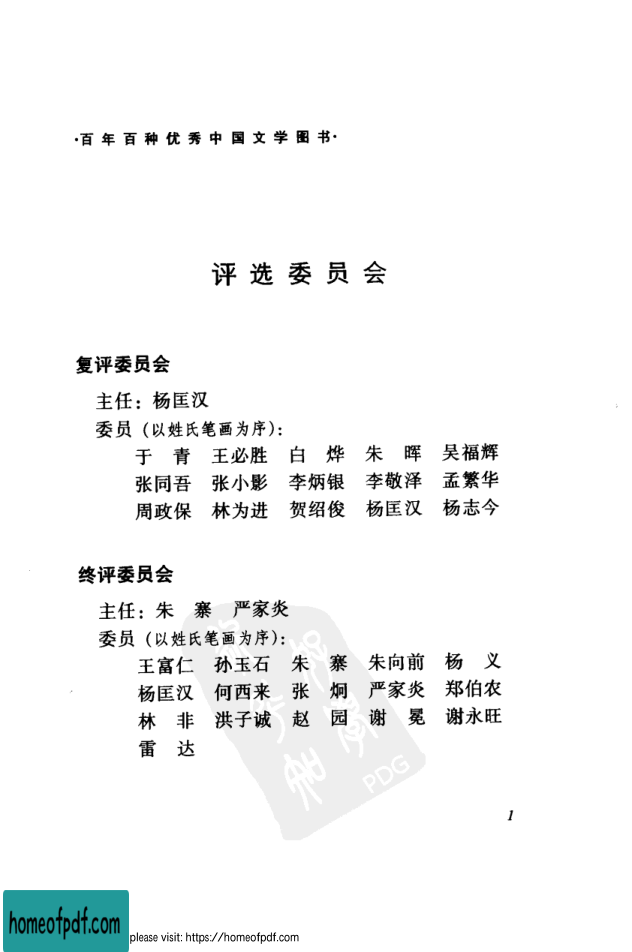 ·百年百种优秀中国文学图书·
评选委员会
复评委员会
主任：杨匡汉
委员（以姓氏笔画为序）：
于 青 王必胜 白 烨 朱 晖 吴福辉
张同吾 张小影 李炳银 李敬泽 孟繁华
周政保 林为进 贺绍俊 杨匡汉 杨志今
终评委员会
主任：朱 寨 严家炎
委员（以姓氏笔画为序）：
王富仁 孙玉石 朱 寨 朱向前 杨 义
杨匡汉 何西来 张 炯 严家炎 郑伯农
林 非 洪子诚 赵 园 谢 冕 谢永旺
雷 达
PDG
1
homeofpdf.com
please visit: https://homeofpdf.com